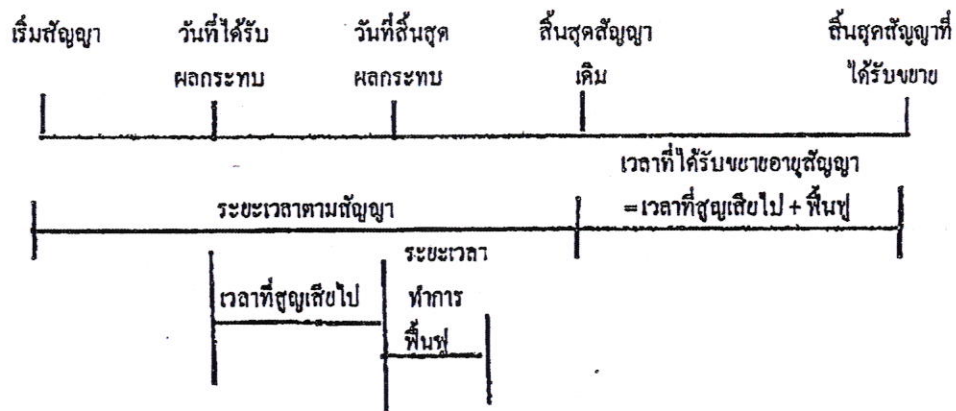 เริ่มสัญญา วันที่ได้รับ วันที่สิ้นสุด สิ้นสุดสัญญา สิ้นสุดสัญญาที่
ผลกระทบ ผลกระทบ เดิม ได้รับขยาย
เวลาที่ได้รับขยายอายุสัญญา
ระยะเวลาตามสัญญา =เวลาที่สูญเสียไป + ฟื้นฟู
ระยะเวลา
เวลาที่สูญเสียไป ทำการ
ฟื้นฟู